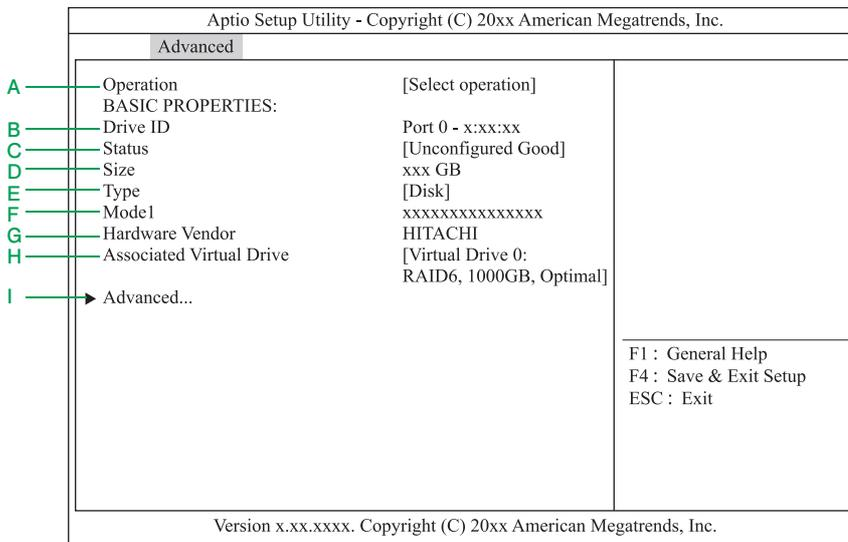 Aptio Setup Utility - Copyright (C) 20xx American Megatrends, Inc.
Advanced
A Operation [Select operation]
BASIC PROPERTIES:
B Drive ID Port 0 - x:xx:xx
C Status [Unconfigured Good]
D Size xxx GB
E Type [Disk]
F Mode1 xxxxxxxxxxxxxxx
G Hardware Vendor HITACHI
H Associated Virtual Drive [Virtual Drive 0:
RAID6, 1000GB, Optimal]
I ▶ Advanced...
F1 : General Help
F4 : Save & Exit Setup
ESC : Exit
Version x.xx.xxxx. Copyright (C) 20xx American Megatrends, Inc.